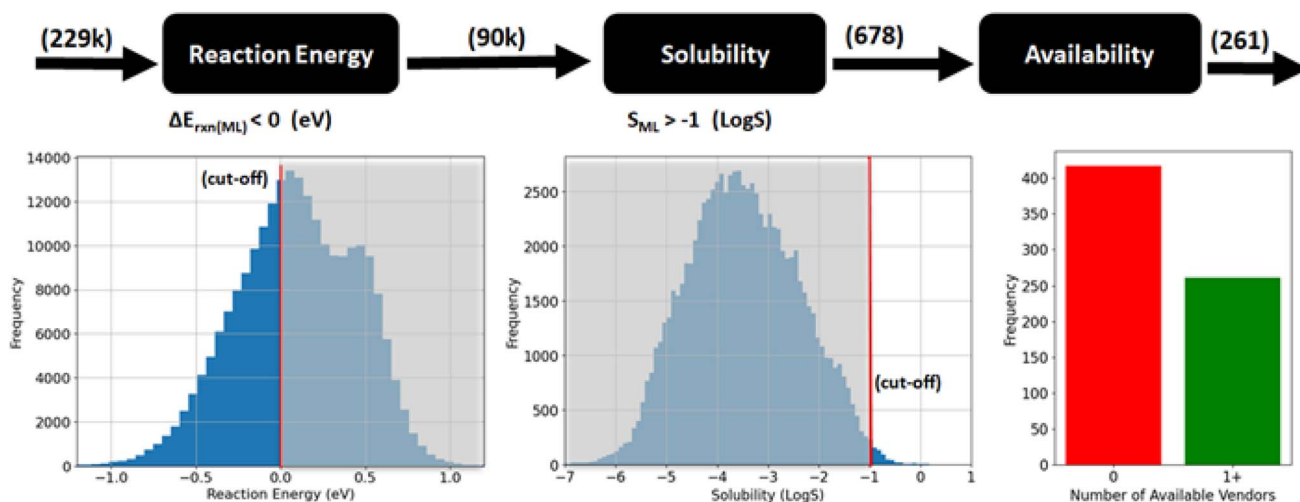 (229k)
Reaction Energy
(90k)
Solubility
(678)
Availability
(261)
ΔE_rxn(ML) < 0 (eV)
S_ML > -1 (LogS)
14000
12000
10000
8000
6000
4000
2000
0
Frequency
(cut-off)
−1.0
−0.5
0.0
0.5
1.0
Reaction Energy (eV)
2500
2000
1500
1000
500
0
Frequency
(cut-off)
−7
−6
−5
−4
−3
−2
−1
0
1
Solubility (LogS)
400
350
300
250
200
150
100
50
0
Frequency
0
1+
Number of Available Vendors